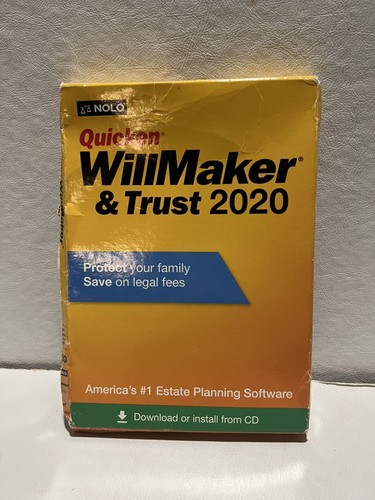 NOLO
Quicken®
WillMaker®
& Trust 2020
Protect your family
Save on legal fees
America's #1 Estate Planning Software
Download or install from CD